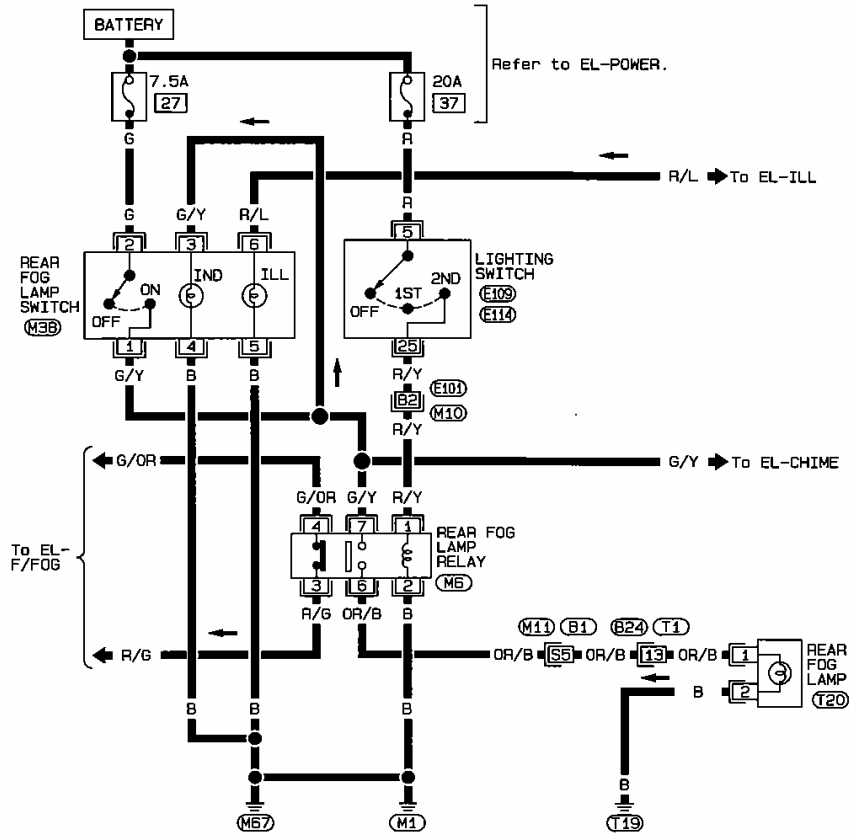 BATTERY
Refer to EL-POWER.
7.5A
27
20A
37
G
R
R/L
To EL-ILL
G
G/Y
R/L
R
2
3
6
5
REAR
FOG
LAMP
SWITCH
M38
OFF
ON
IND
ILL
LIGHTING
SWITCH
E109
E114
OFF
1ST
2ND
1
4
5
25
G/Y
B
B
R/Y
B2
E101
M10
R/Y
G/OR
G/Y
To EL-CHIME
G/OR
G/Y
R/Y
4
7
1
REAR FOG
LAMP
RELAY
M6
To EL-
F/FOG
3
6
2
R/G
OR/B
B
R/G
M11
B1
B24
T1
OR/B
S5
OR/B
13
OR/B
1
REAR
FOG
LAMP
T20
B
2
B
B
B
B
M67
M1
T19